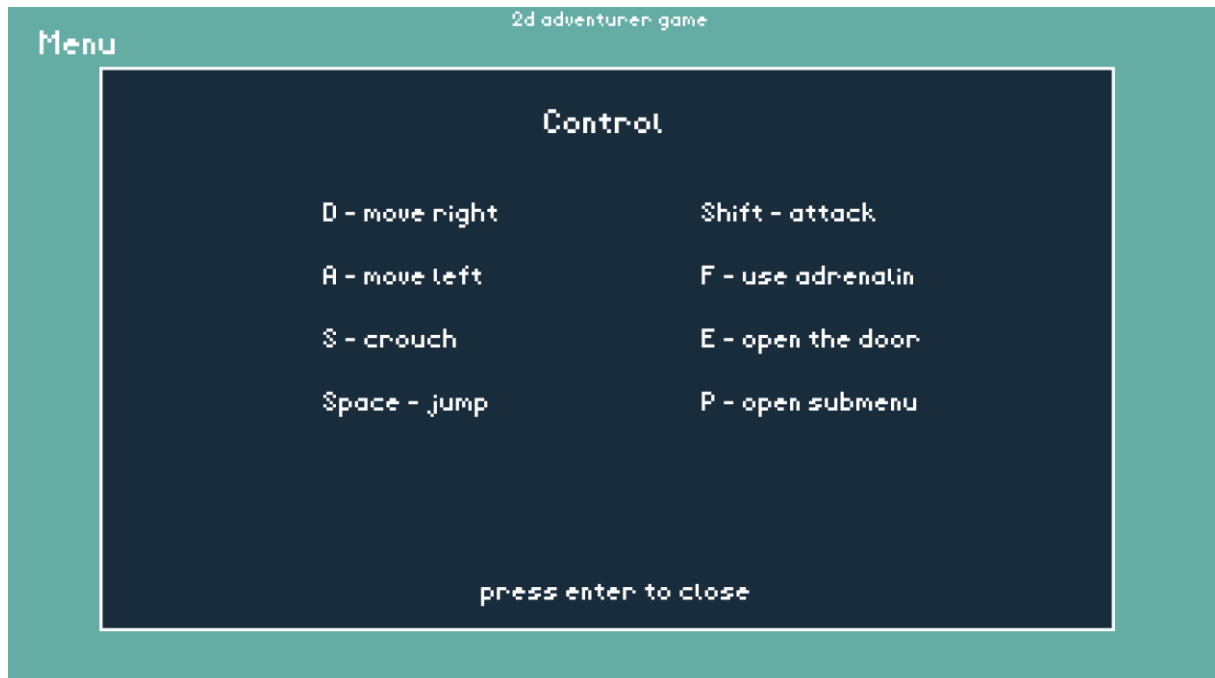 2d adventurer game
Menu
Control
D - move right
Shift - attack
A - move left
F - use adrenalin
S - crouch
E - open the door
Space - jump
P - open submenu
press enter to close